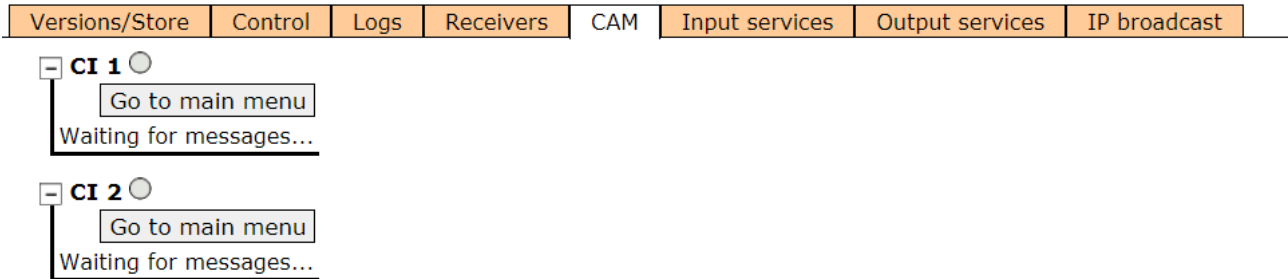 Versions/Store Control Logs Receivers CAM Input services Output services IP broadcast
CI 1
Go to main menu
Waiting for messages...
CI 2
Go to main menu
Waiting for messages...